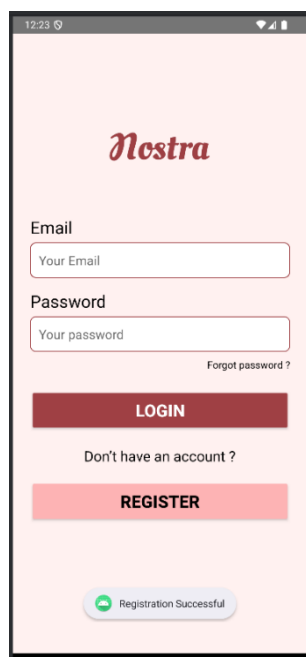 12:23
Nostra
Email
Your Email
Password
Your password
Forgot password ?
LOGIN
Don't have an account ?
REGISTER
Registration Successful